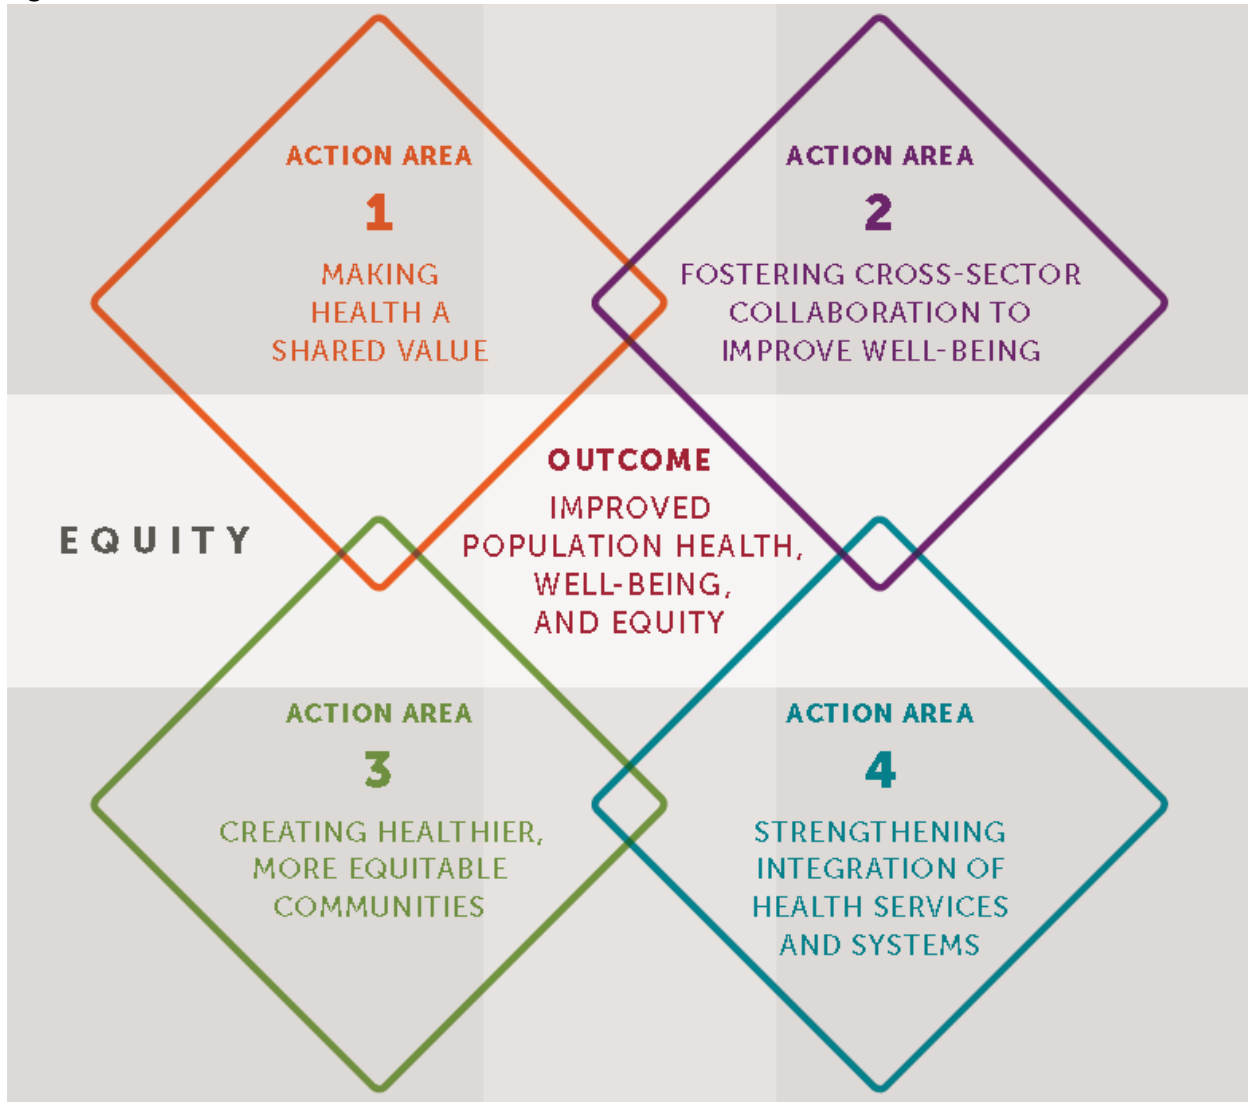 ACTION AREA
1
MAKING
HEALTH A
SHARED VALUE
ACTION AREA
2
FOSTERING CROSS-SECTOR
COLLABORATION TO
IMPROVE WELL-BEING
EQUITY
OUTCOME
IMPROVED
POPULATION HEALTH,
WELL-BEING,
AND EQUITY
ACTION AREA
3
CREATING HEALTHIER,
MORE EQUITABLE
COMMUNITIES
ACTION AREA
4
STRENGTHENING
INTEGRATION OF
HEALTH SERVICES
AND SYSTEMS